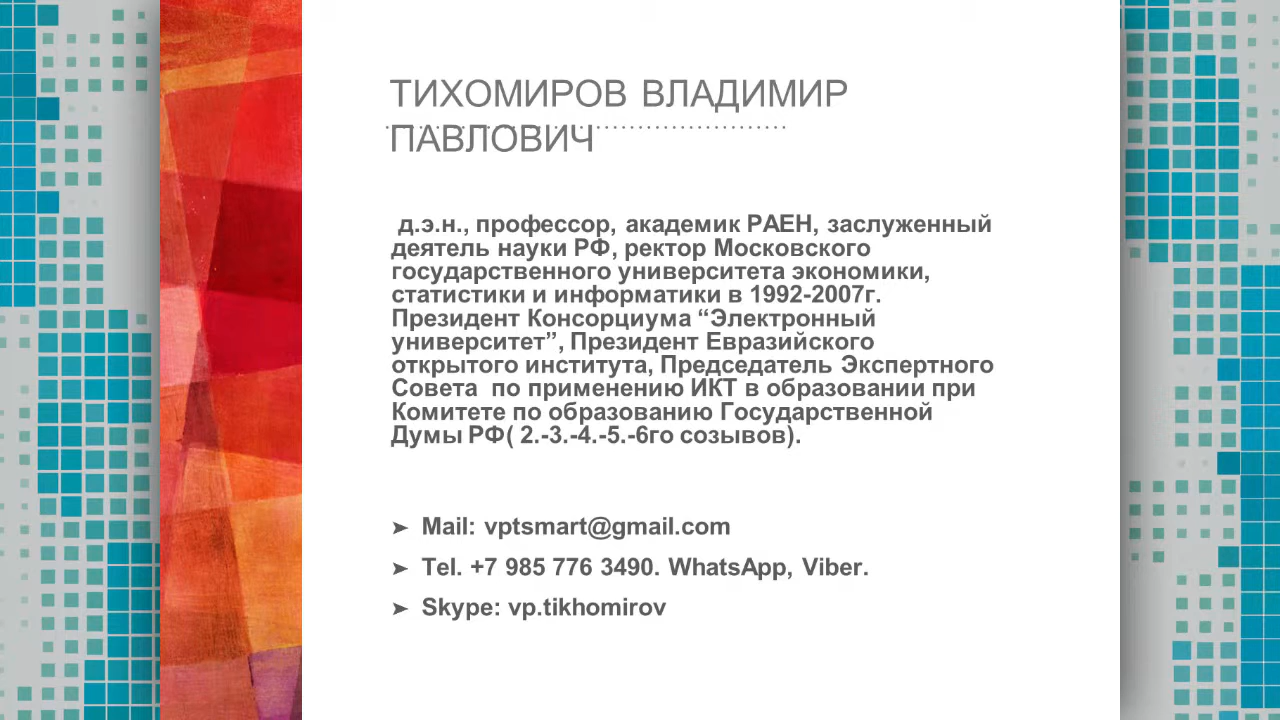 ТИХОМИРОВ ВЛАДИМИР
ПАВЛОВИЧ
д.э.н., профессор, академик РАЕН, заслуженный
деятель науки РФ, ректор Московского
государственного университета экономики,
статистики и информатики в 1992-2007г.
Президент Консорциума “Электронный
университет”, Президент Евразийского
открытого института, Председатель Экспертного
Совета  по применению ИКТ в образовании при
Комитете по образованию Государственной
Думы РФ( 2.-3.-4.-5.-6го созывов).
➤ Mail: vptsmart@gmail.com
➤ Tel. +7 985 776 3490. WhatsApp, Viber.
➤ Skype: vp.tikhomirov